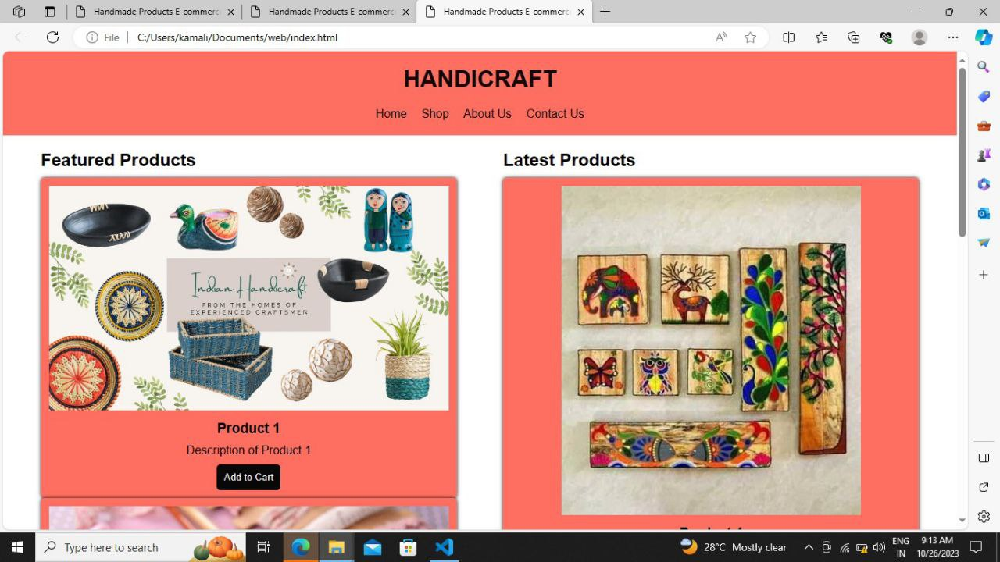 Handmade Products E-commerc
Handmade Products E-commerc
Handmade Products E-commerc
File
C:/Users/kamali/Documents/web/index.html
HANDICRAFT
Home Shop About Us Contact Us
Featured Products
Latest Products
Indian Handicraft
FROM THE HOMES OF
EXPERIENCED CRAFTSMEN
Product 1
Description of Product 1
Add to Cart
Type here to search
28°C Mostly clear
ENG
IN
9:13 AM
10/26/2023